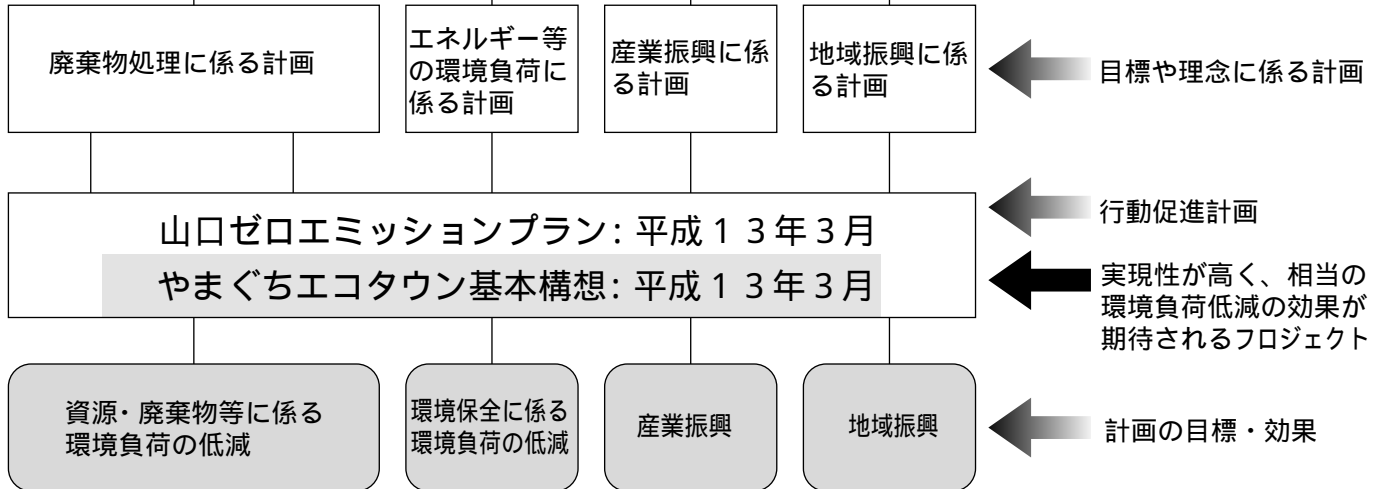 廃棄物処理に係る計画
エネルギー等
の環境負荷に
係る計画
産業振興に係
る計画
地域振興に係
る計画
目標や理念に係る計画
山口ゼロエミッションプラン：平成１３年３月
やまぐちエコタウン基本構想：平成１３年３月
行動促進計画
実現性が高く、相当の
環境負荷低減の効果が
期待されるフロジェクト
資源・廃棄物等に係る
環境負荷の低減
環境保全に係る
環境負荷の低減
産業振興
地域振興
計画の目標・効果